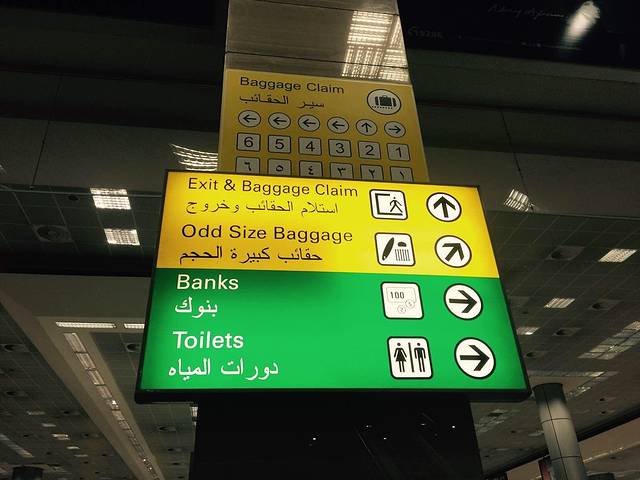 Baggage Claim
سير الحقائب
6 5 4 3 2 1
٦ ٥ ٤ ٣ ٢ ١
Exit & Baggage Claim
استلام الحقائب وخروج
Odd Size Baggage
حقائب كبيرة الحجم
Banks
بنوك
100
Toilets
دورات المياه